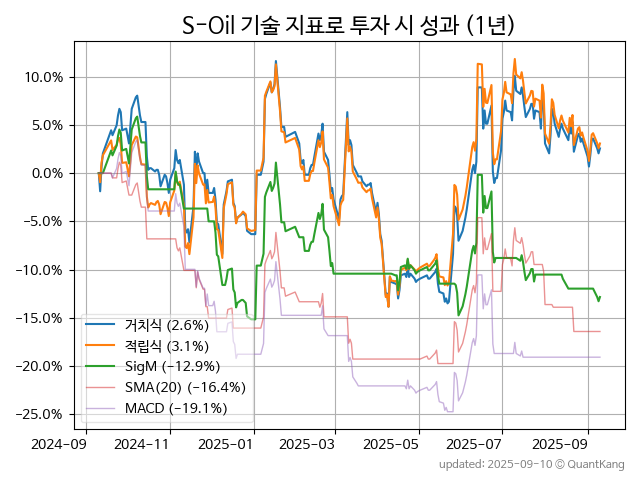 S-Oil 기술 지표로 투자 시 성과 (1년)
10.0%
5.0%
0.0%
−5.0%
−10.0%
−15.0%
−20.0%
−25.0%
거치식 (2.6%)
적립식 (3.1%)
SigM (−12.9%)
SMA(20) (−16.4%)
MACD (−19.1%)
2024-09 2024-11 2025-01 2025-03 2025-05 2025-07 2025-09
updated: 2025-09-10 © QuantKang